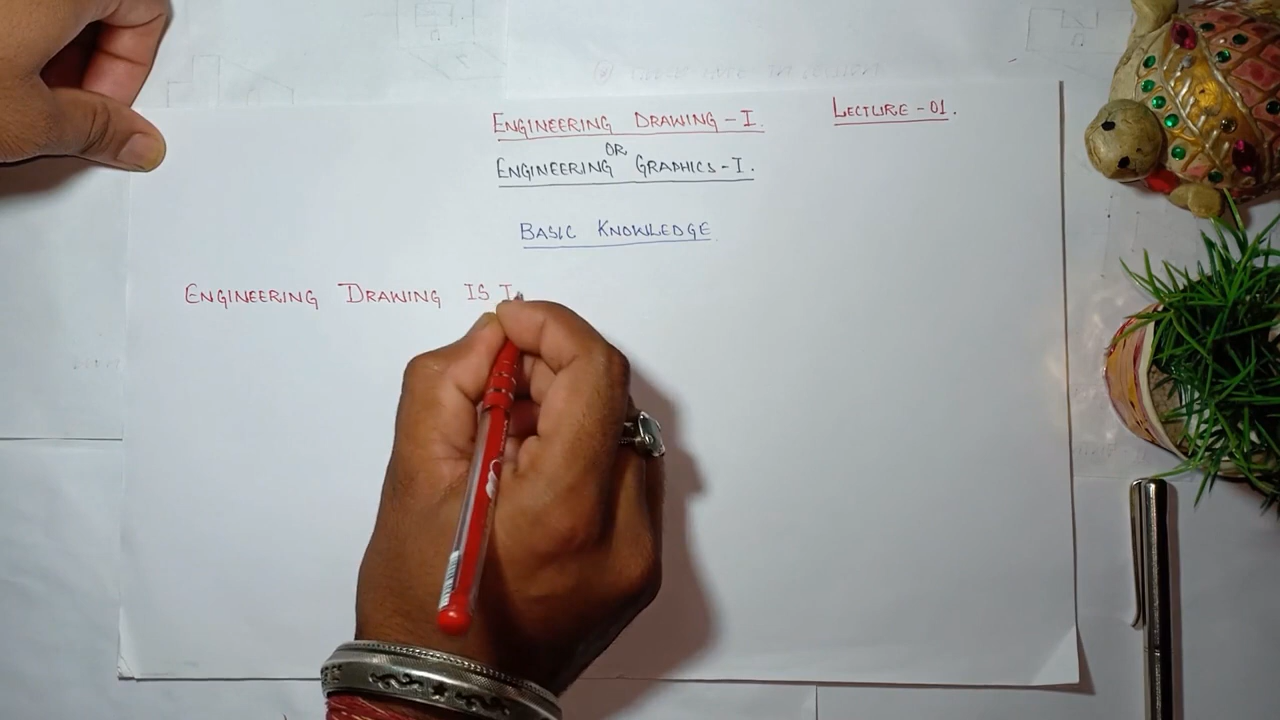 ENGINEERING DRAWING - I.
LECTURE - 01.
OR
ENGINEERING GRAPHICS - I.
BASIC KNOWLEDGE
ENGINEERING DRAWING IS